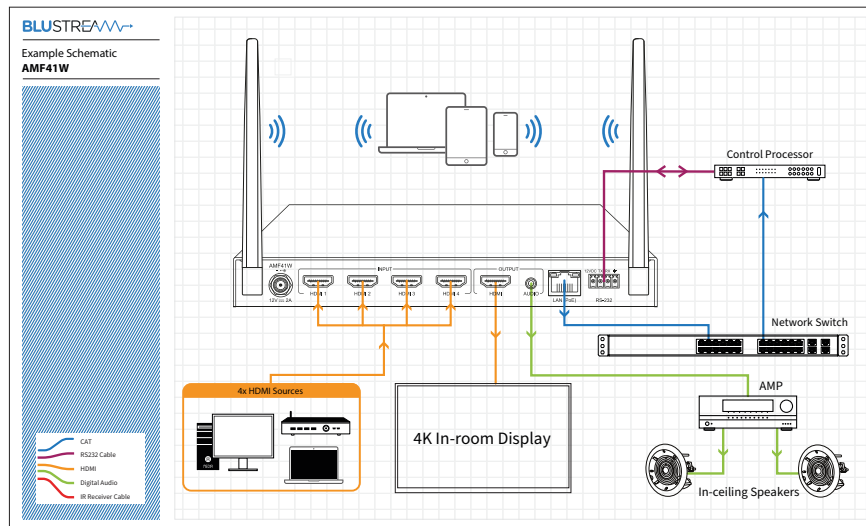 BLUSTREAM
Example Schematic
AMF41W
Control Processor
AMF41W
12V 2A
INPUT
HDMI 1
HDMI 2
HDMI 3
HDMI 4
OUTPUT
HDMI
AUDIO
LAN (PoE)
RS-232
Network Switch
4x HDMI Sources
4K In-room Display
AMP
In-ceiling Speakers
CAT
RS232 Cable
HDMI
Digital Audio
IR Receiver Cable